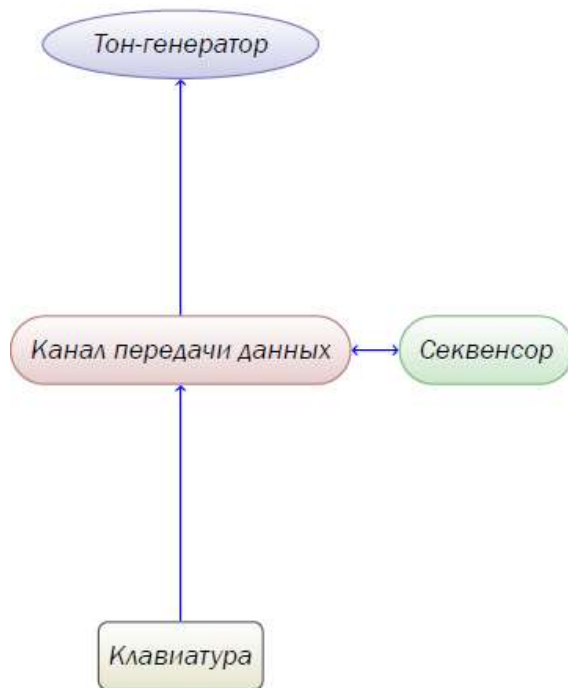 Тон-генератор
Канал передачи данных
Секвенсор
Клавиатура